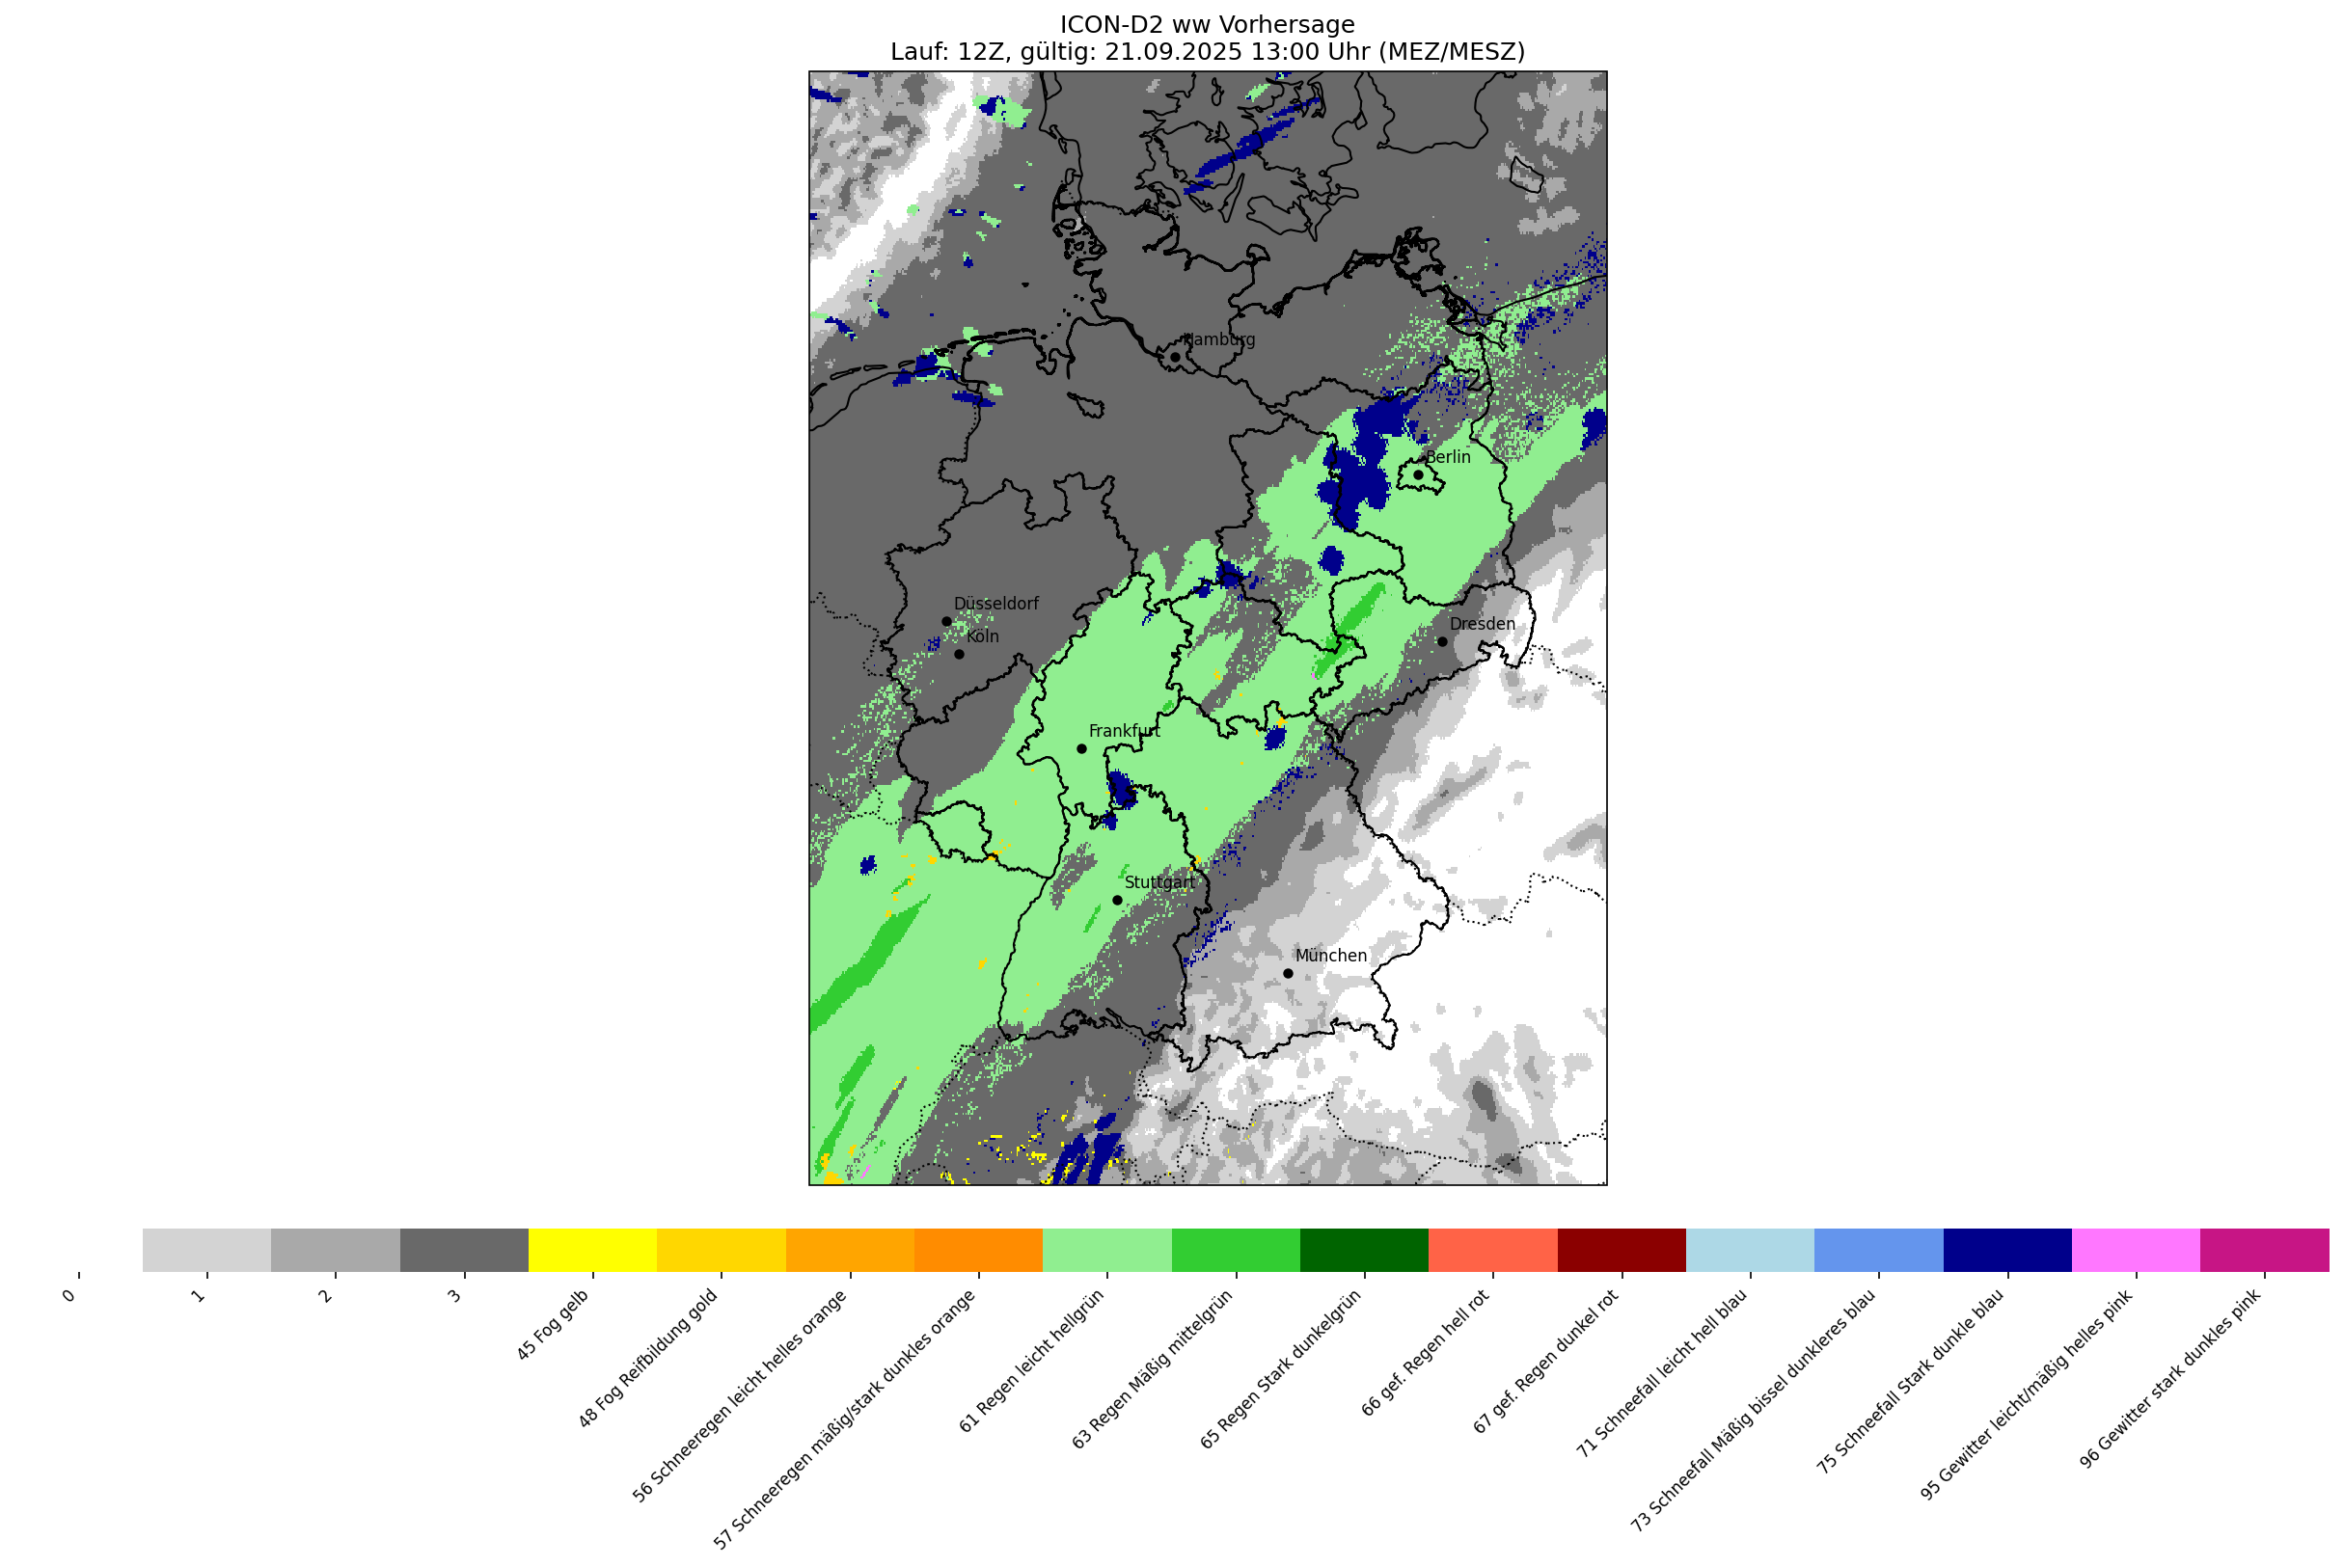 ICON-D2 ww Vorhersage
Lauf: 12Z, gültig: 21.09.2025 13:00 Uhr (MEZ/MESZ)
Hamburg
Berlin
Düsseldorf
Köln
Dresden
Frankfurt
Stuttgart
München
0
1
2
3
45 Fog gelb
48 Fog Reifbildung gold
56 Schneeregen leicht helles orange
57 Schneeregen mäßig/stark dunkles orange
61 Regen leicht hellgrün
63 Regen Mäßig mittelgrün
65 Regen Stark dunkelgrün
66 gef. Regen hell rot
67 gef. Regen dunkel rot
71 Schneefall leicht hell blau
73 Schneefall Mäßig bissel dunkleres blau
75 Schneefall Stark dunkle blau
95 Gewitter leicht/mäßig helles pink
96 Gewitter stark dunkles pink